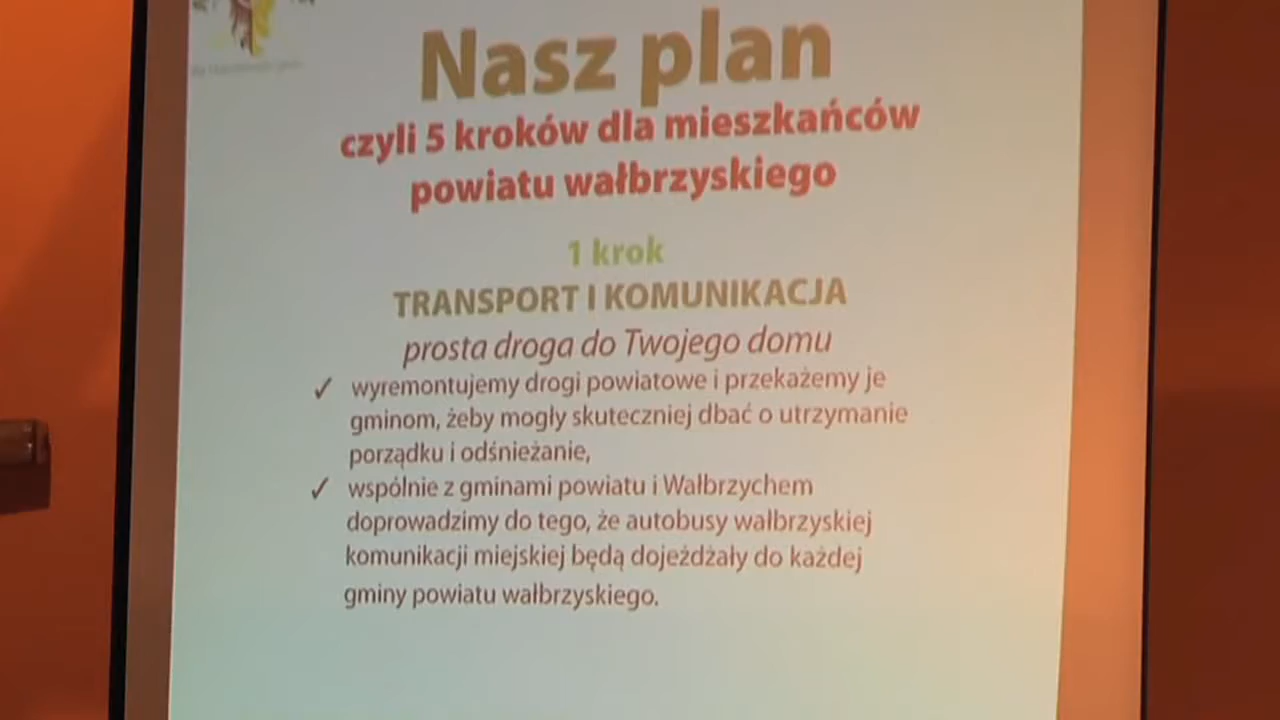 Nasz plan
czyli 5 kroków dla mieszkańców
powiatu wałbrzyskiego
1 krok
TRANSPORT I KOMUNIKACJA
prosta droga do Twojego domu
✓ wyremontujemy drogi powiatowe i przekażemy je
gminom, żeby mogły skuteczniej dbać o utrzymanie
porządku i odśnieżanie,
✓ wspólnie z gminami powiatu i Wałbrzychem
doprowadzimy do tego, że autobusy wałbrzyskiej
komunikacji miejskiej będą dojeżdżały do każdej
gminy powiatu wałbrzyskiego.